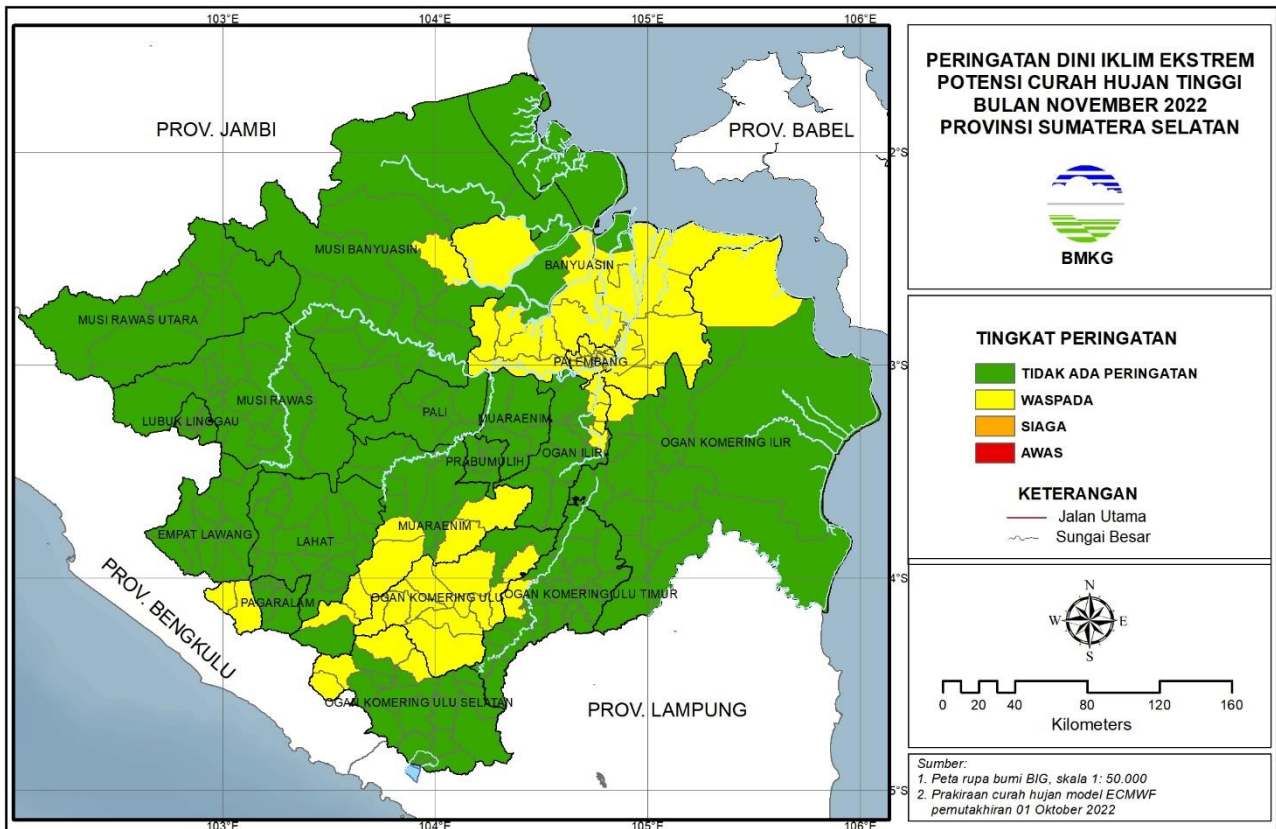 103°E
104°E
105°E
106°E
PROV. JAMBI
PROV. BABEL
2°S
MUSI BANYUASIN
BANYUASIN
MUSI RAWAS UTARA
PALEMBANG
3°S
MUSI RAWAS
PALI
MUARAENIM
LUBUK LINGGAU
OGAN KOMERING ILIR
OGAN ILIR
PRABUMULIH
MUARAENIM
EMPAT LAWANG
LAHAT
4°S
PAGARALAM
OGAN KOMERING ULU
OGAN KOMERING ULU TIMUR
PROV. BENGKULU
OGAN KOMERING ULU SELATAN
PROV. LAMPUNG
5°S
103°E
104°E
105°E
106°E
PERINGATAN DINI IKLIM EKSTREM
POTENSI CURAH HUJAN TINGGI
BULAN NOVEMBER 2022
PROVINSI SUMATERA SELATAN
BMKG
TINGKAT PERINGATAN
TIDAK ADA PERINGATAN
WASPADA
SIAGA
AWAS
KETERANGAN
Jalan Utama
Sungai Besar
N
W E
S
0 20 40 80 120 160
Kilometers
Sumber:
1. Peta rupa bumi BIG, skala 1: 50.000
2. Prakiraan curah hujan model ECMWF
pemutakhiran 01 Oktober 2022